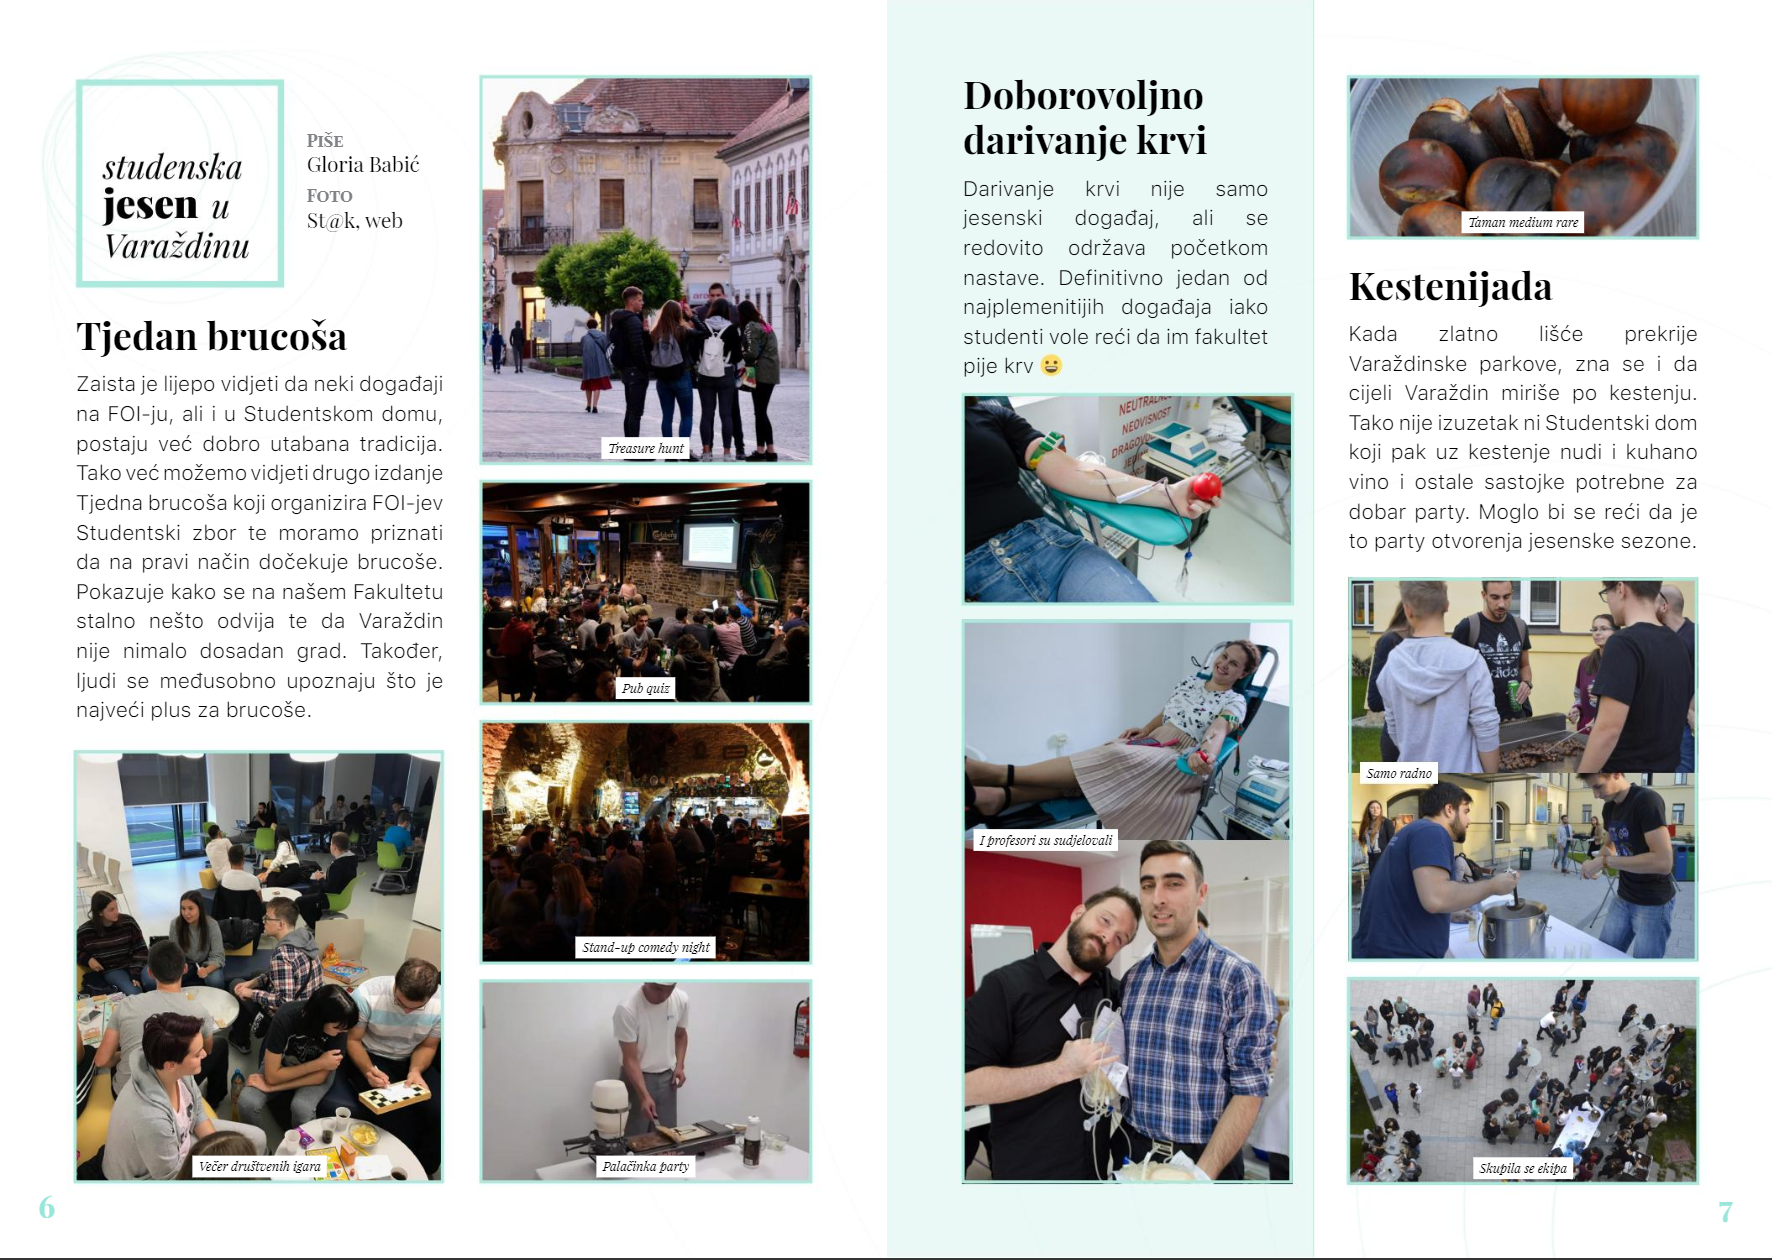 studenska
jesen u
Varaždinu
PIŠE
Gloria Babić
FOTO
St@k, web
Tjedan brucoša
Zaista je lijepo vidjeti da neki događaji
na FOI-ju, ali i u Studentskom domu,
postaju već dobro utabana tradicija.
Tako već možemo vidjeti drugo izdanje
Tjedna brucoša koji organizira FOI-jev
Studentski zbor te moramo priznati
da na pravi način dočekuje brucoše.
Pokazuje kako se na našem Fakultetu
stalno nešto odvija te da Varaždin
nije nimalo dosadan grad. Također,
ljudi se međusobno upoznaju što je
najveći plus za brucoše.
Večer društvenih igara
6
Treasure hunt
Carlsberg
Pub quiz
Stand-up comedy night
Palačinka party
Doborovoljno
darivanje krvi
Darivanje krvi nije samo
jesenski događaj, ali se
redovito održava početkom
nastave. Definitivno jedan od
najplemenitijih događaja iako
studenti vole reći da im fakultet
pije krv 😀
NEUTRALNOST
NEOVISNOST
I profesori su sudjelovali
Taman medium rare
Kestenijada
Kada zlatno lišće prekrije
Varaždinske parkove, zna se i da
cijeli Varaždin miriše po kestenju.
Tako nije izuzetak ni Studentski dom
koji pak uz kestenje nudi i kuhano
vino i ostale sastojke potrebne za
dobar party. Moglo bi se reći da je
to party otvorenja jesenske sezone.
adidas
Samo radno
Skupila se ekipa
7